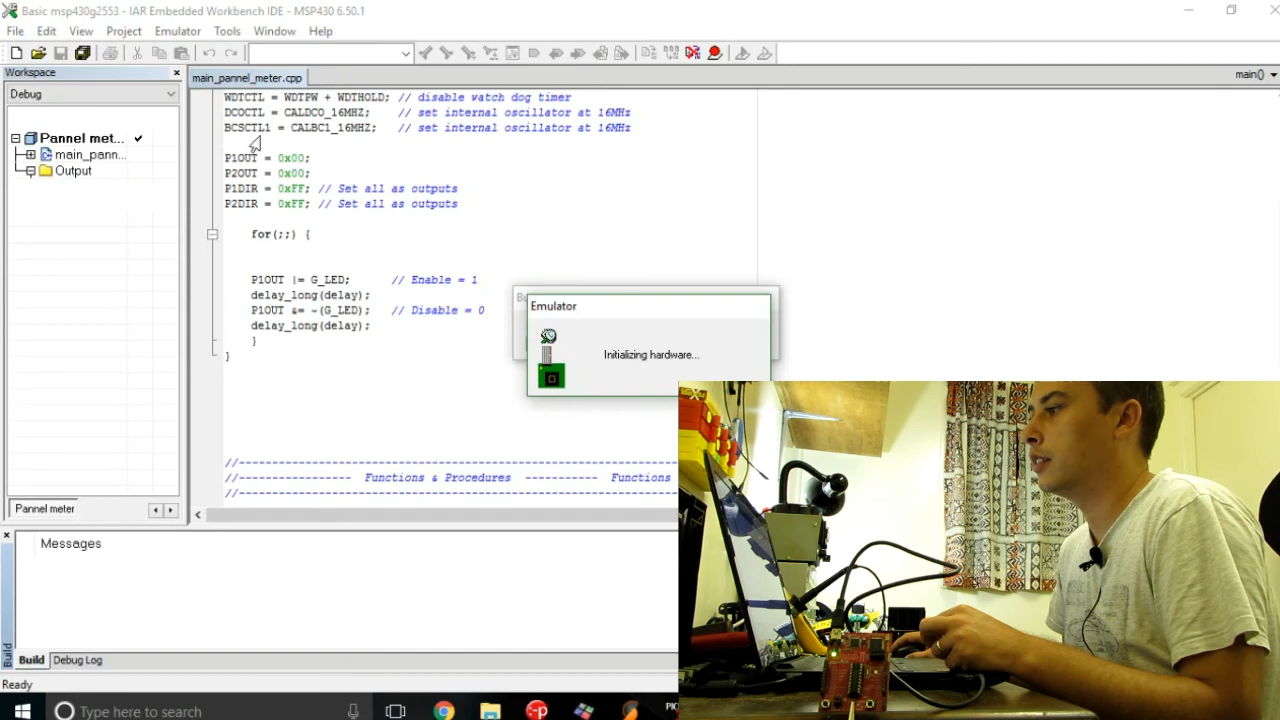 Basic msp430g2553 - IAR Embedded Workbench IDE - MSP430 6.50.1
File Edit View Project Emulator Tools Window Help
Workspace
main_pannel_meter.cpp
main()
Debug
Pannel met...
main_pann...
Output
WDTCTL = WDTPW + WDTHOLD; // disable watch dog timer
DCOCTL = CALDCO_16MHZ; // set internal oscillator at 16MHz
BCSCTL1 = CALBC1_16MHZ; // set internal oscillator at 16MHz
P1OUT = 0x00;
P2OUT = 0x00;
P1DIR = 0xFF; // Set all as outputs
P2DIR = 0xFF; // Set all as outputs
for(;;) {
P1OUT |= G_LED; // Enable = 1
delay_long(delay);
P1OUT &= ~(G_LED); // Disable = 0
delay_long(delay);
}
}
Emulator
Initializing hardware...
//---------------------------------------------------------------
//----------------- Functions & Procedures ----------- Functions
//---------------------------------------------------------------
Pannel meter
Messages
Build
Build Debug Log
Ready
Type here to search